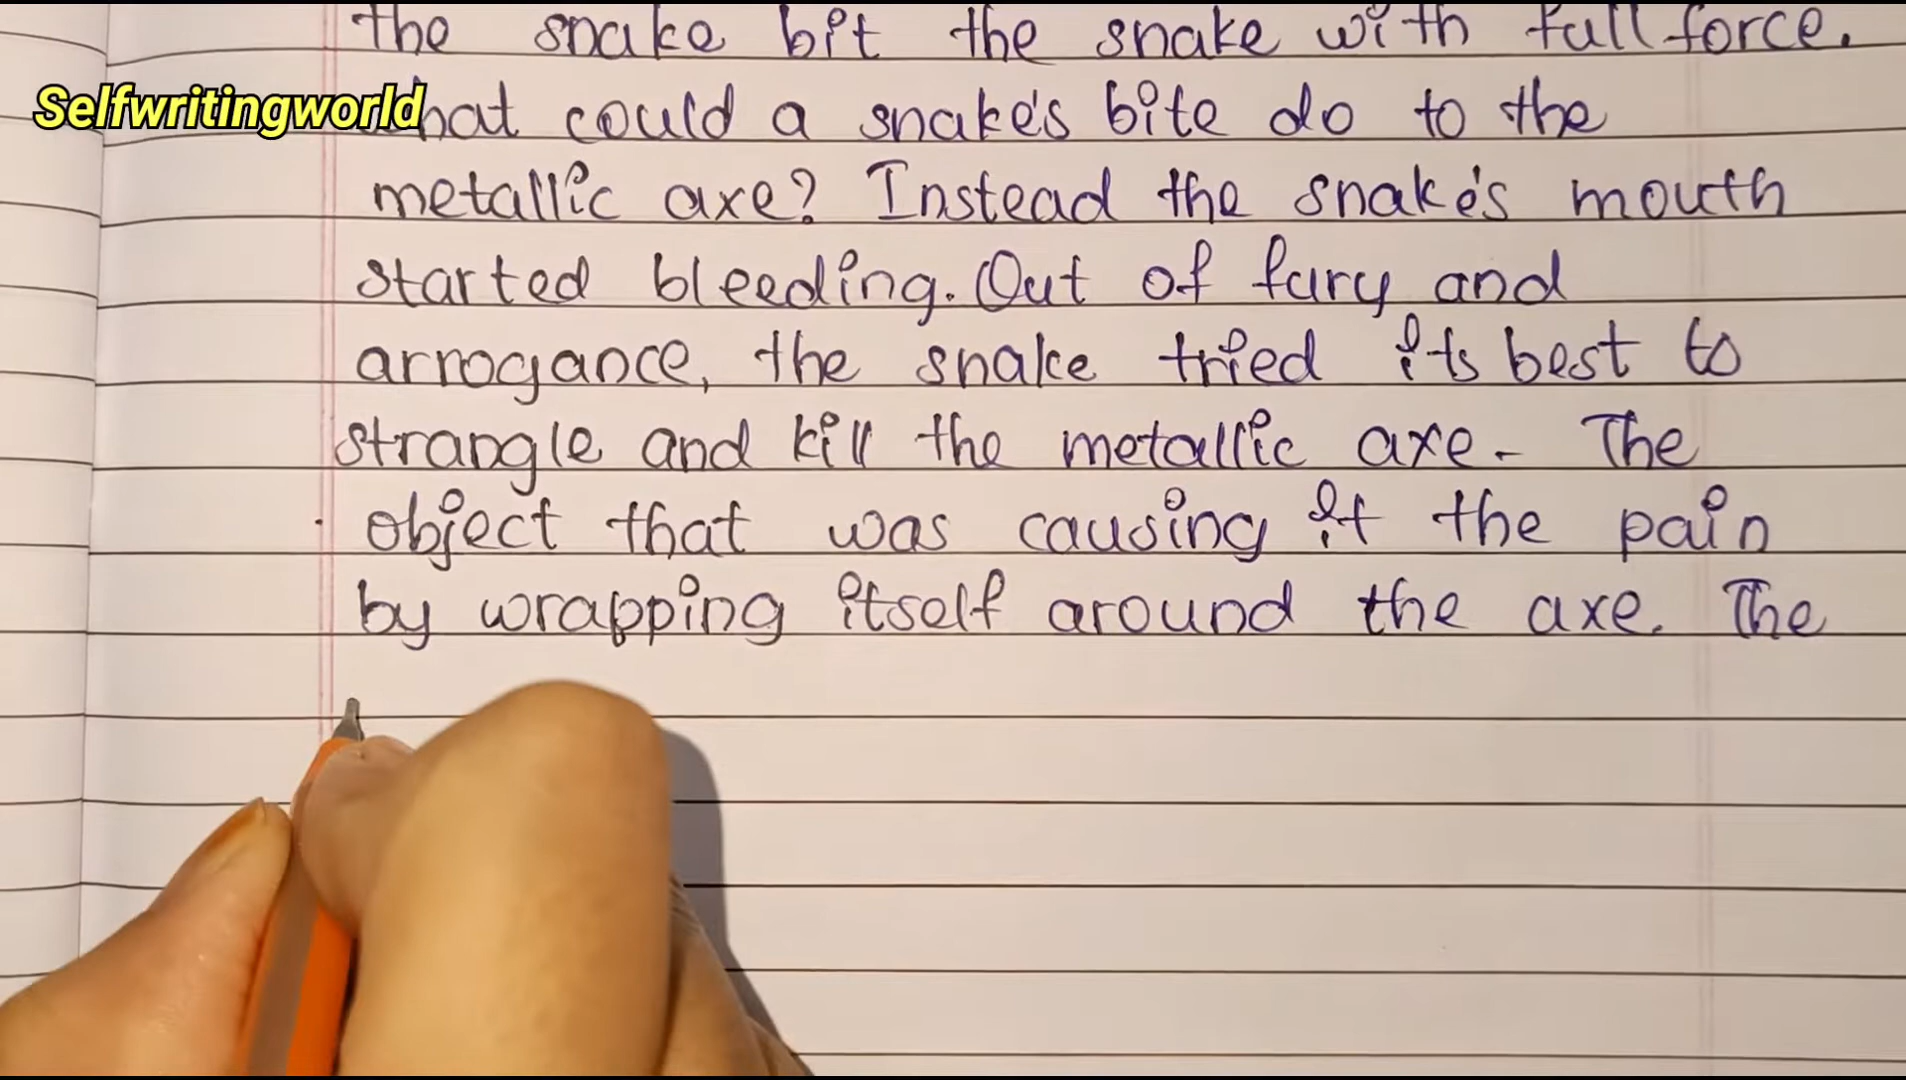 the snake bit the snake with full force.
Selfwritingworld
what could a snake's bite do to the
metallic axe? Instead the snake's mouth
started bleeding. Out of fury and
arrogance, the snake tried its best to
strangle and kill the metallic axe. The
object that was causing it the pain
by wrapping itself around the axe. The